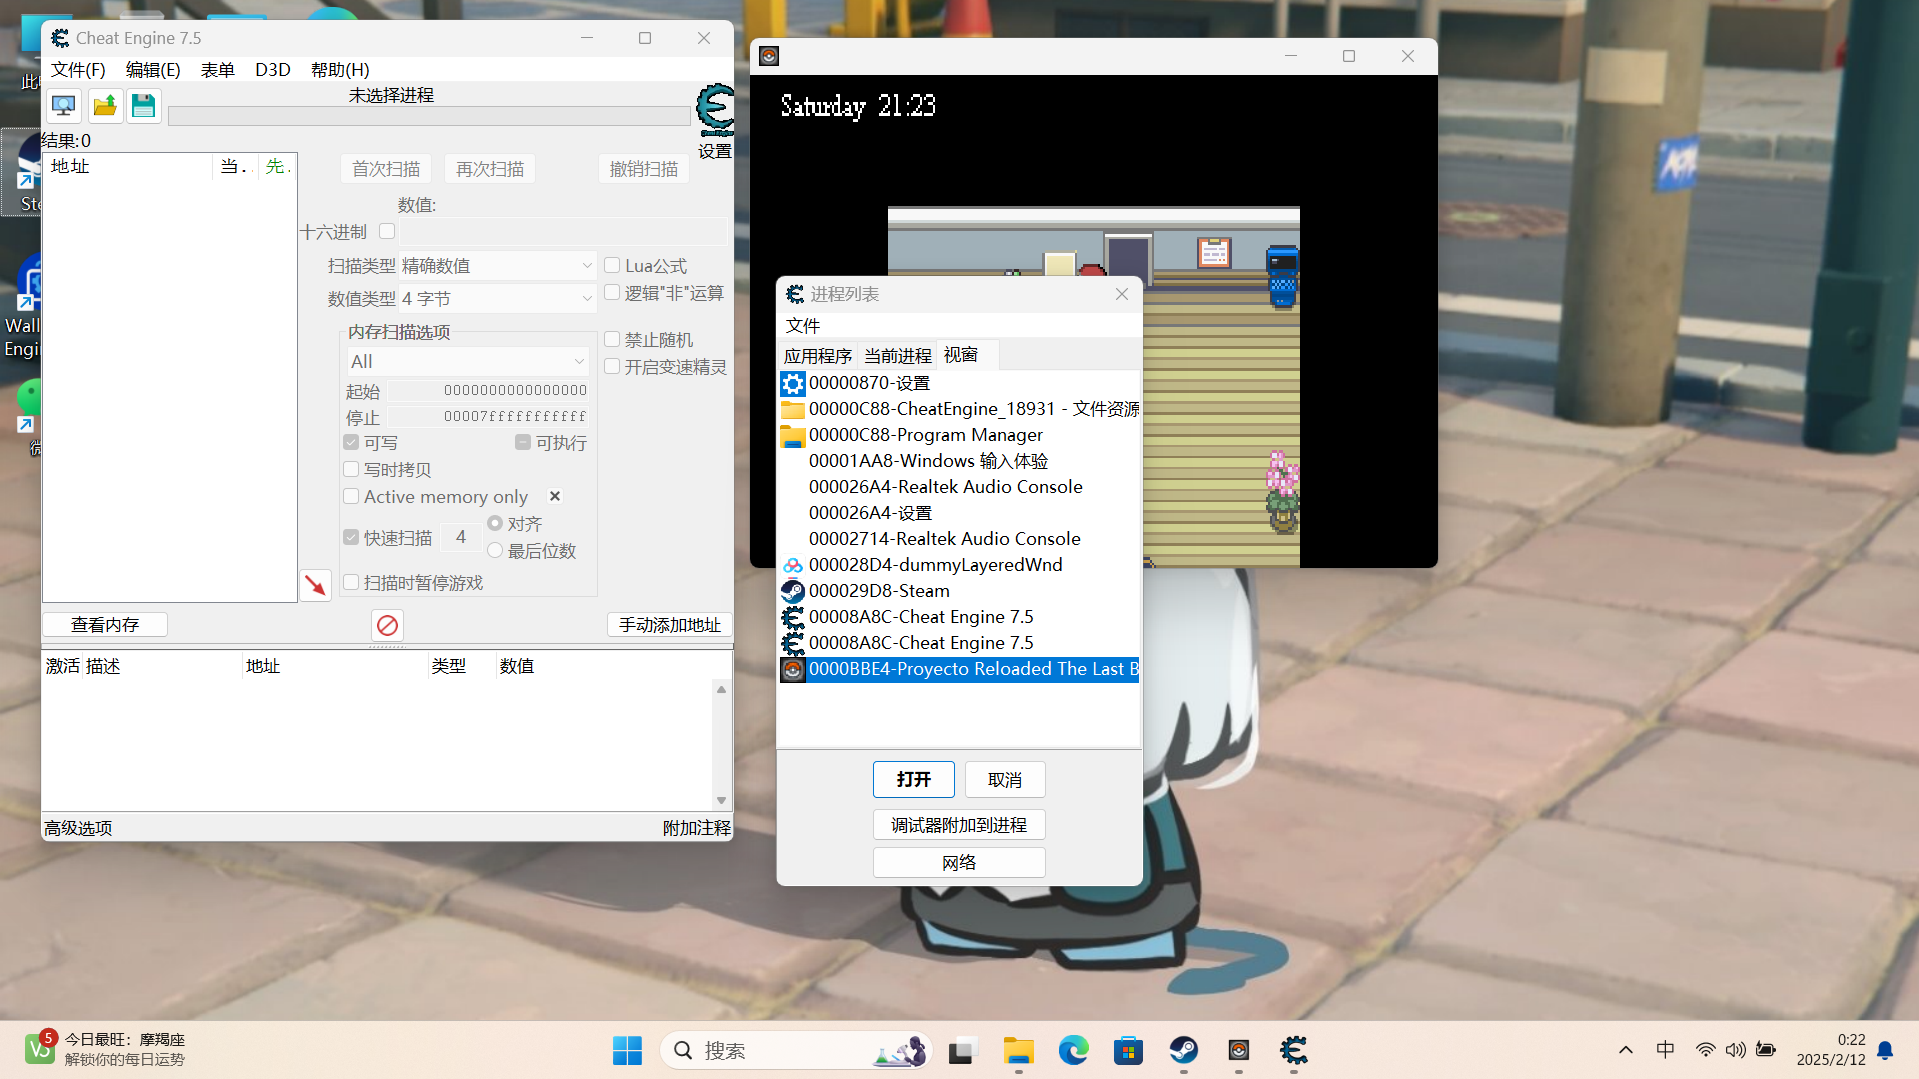 Cheat Engine 7.5
文件(F) 编辑(E) 表单 D3D 帮助(H)
未选择进程
结果:0
设置
地址 当. 先.
首次扫描 再次扫描 撤销扫描
数值:
十六进制
扫描类型 精确数值 Lua公式
数值类型 4 字节 逻辑"非"运算
内存扫描选项 禁止随机
All 开启变速精灵
起始 0000000000000000
停止 00007fffffffffff
可写 可执行
写时拷贝
Active memory only
快速扫描 4 对齐
最后位数
扫描时暂停游戏
查看内存 手动添加地址
激活 描述 地址 类型 数值
高级选项 附加注释
Saturday 21:23
进程列表
文件
应用程序 当前进程 视窗
00000870-设置
00000C88-CheatEngine_18931 - 文件资源
00000C88-Program Manager
00001AA8-Windows 输入体验
000026A4-Realtek Audio Console
000026A4-设置
00002714-Realtek Audio Console
000028D4-dummyLayeredWnd
000029D8-Steam
00008A8C-Cheat Engine 7.5
00008A8C-Cheat Engine 7.5
0000BBE4-Proyecto Reloaded The Last B
打开 取消
调试器附加到进程
网络
Ste
Wall
Engi
微
5
今日最旺：摩羯座
解锁你的每日运势
搜索
中
0:22
2025/2/12